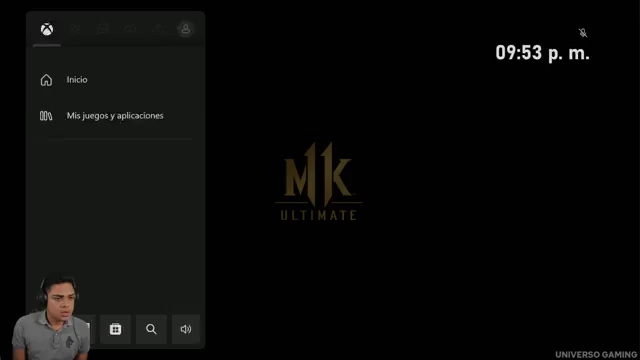 09:53 p. m.
Inicio
Mis juegos y aplicaciones
MK
ULTIMATE
UNIVERSO GAMING